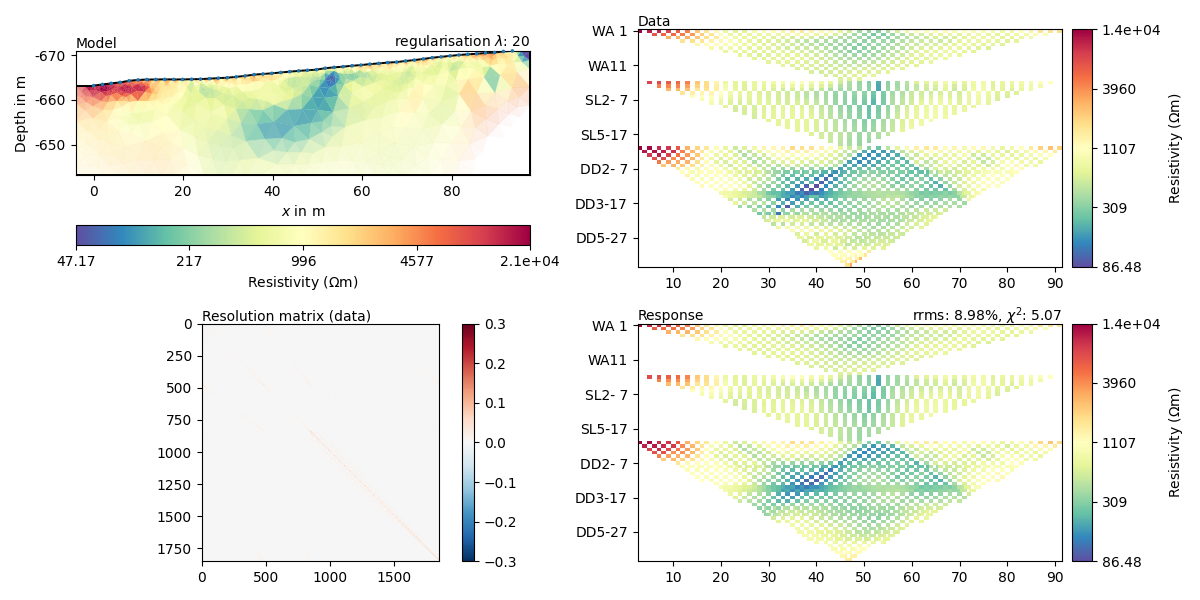 Model
regularisation λ: 20
-670
-660
-650
Depth in m
0
20
40
60
80
x in m
47.17
217
996
4577
2.1e+04
Resistivity (Ωm)
Data
WA 1
WA11
SL2- 7
SL5-17
DD2- 7
DD3-17
DD5-27
10
20
30
40
50
60
70
80
90
1.4e+04
3960
1107
309
86.48
Resistivity (Ωm)
Resolution matrix (data)
0
250
500
750
1000
1250
1500
1750
0
500
1000
1500
0.3
0.2
0.1
0.0
−0.1
−0.2
−0.3
Response
rrms: 8.98%, χ²: 5.07
WA 1
WA11
SL2- 7
SL5-17
DD2- 7
DD3-17
DD5-27
10
20
30
40
50
60
70
80
90
1.4e+04
3960
1107
309
86.48
Resistivity (Ωm)